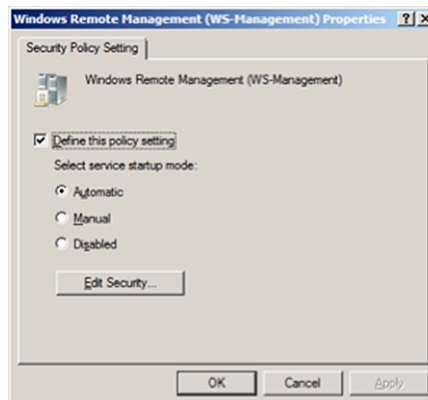 Windows Remote Management (WS-Management) Properties
Security Policy Setting
Windows Remote Management (WS-Management)
Define this policy setting
Select service startup mode:
Automatic
Manual
Disabled
Edit Security...
OK Cancel Apply